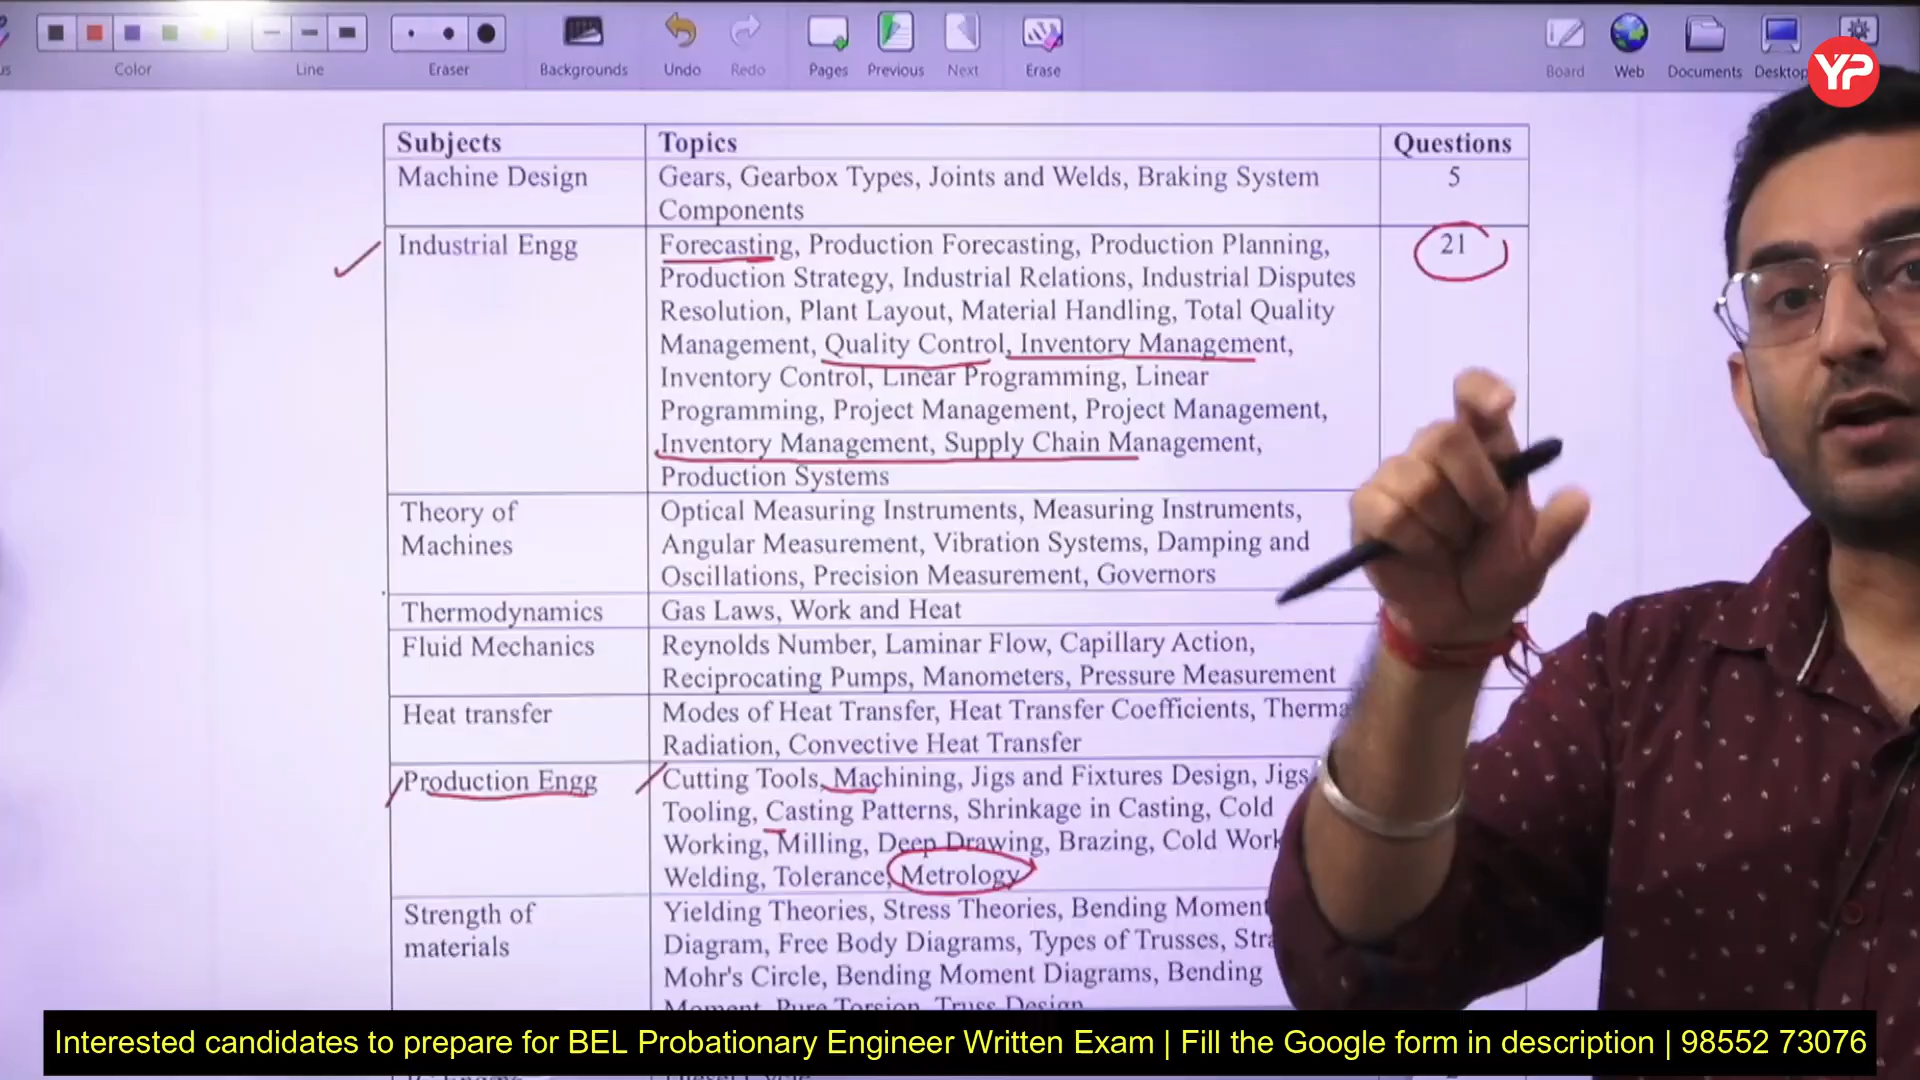 Color
Line
Eraser
Backgrounds
Undo
Redo
Pages
Previous
Next
Erase
Board
Web
Documents
Desktop
YP
Subjects Topics Questions
Machine Design Gears, Gearbox Types, Joints and Welds, Braking System 5
Components
Industrial Engg Forecasting, Production Forecasting, Production Planning, 21
Production Strategy, Industrial Relations, Industrial Disputes
Resolution, Plant Layout, Material Handling, Total Quality
Management, Quality Control, Inventory Management,
Inventory Control, Linear Programming, Linear
Programming, Project Management, Project Management,
Inventory Management, Supply Chain Management,
Production Systems
Theory of Optical Measuring Instruments, Measuring Instruments,
Machines Angular Measurement, Vibration Systems, Damping and
Oscillations, Precision Measurement, Governors
Thermodynamics Gas Laws, Work and Heat
Fluid Mechanics Reynolds Number, Laminar Flow, Capillary Action,
Reciprocating Pumps, Manometers, Pressure Measurement
Heat transfer Modes of Heat Transfer, Heat Transfer Coefficients,
Radiation, Convective Heat Transfer
Production Engg Cutting Tools, Machining, Jigs and Fixtures Design, Jigs
Tooling, Casting Patterns, Shrinkage in Casting, Cold
Working, Milling, Deep Drawing, Brazing, Cold
Welding, Tolerance, Metrology
Strength of Yielding Theories, Stress Theories, Bending Moment
materials Diagram, Free Body Diagrams, Types of Trusses,
Mohr's Circle, Bending Moment Diagrams, Bending
Moment, Pure Torsion, Truss Design
Interested candidates to prepare for BEL Probationary Engineer Written Exam | Fill the Google form in description | 98552 73076